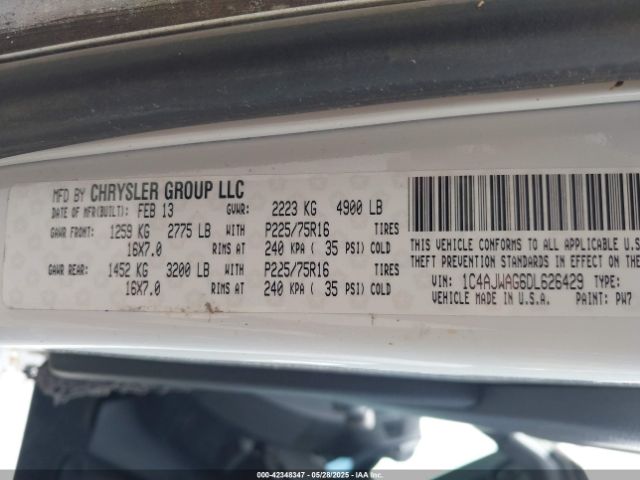 MFD BY CHRYSLER GROUP LLC
DATE OF MFR(BUILT): FEB 13 GVWR: 2223 KG 4900 LB
GAWR FRONT: 1259 KG 2775 LB P225/75R16 TIRES
16X7.0 RIMS AT 240 KPA ( 35 PSI) COLD
GAWR REAR: 1452 KG 3200 LB P225/75R16 TIRES
16X7.0 RIMS AT 240 KPA ( 35 PSI) COLD
THIS VEHICLE CONFORMS TO ALL
THEFT PREVENTION STANDARDS IN EFFECT ON THE
VIN: 1C4AJWAG6DL626429 TYPE:
VEHICLE MADE IN U.S.A. PAINT: PW7
000-42348347 - 05/28/2025 - IAA Inc.